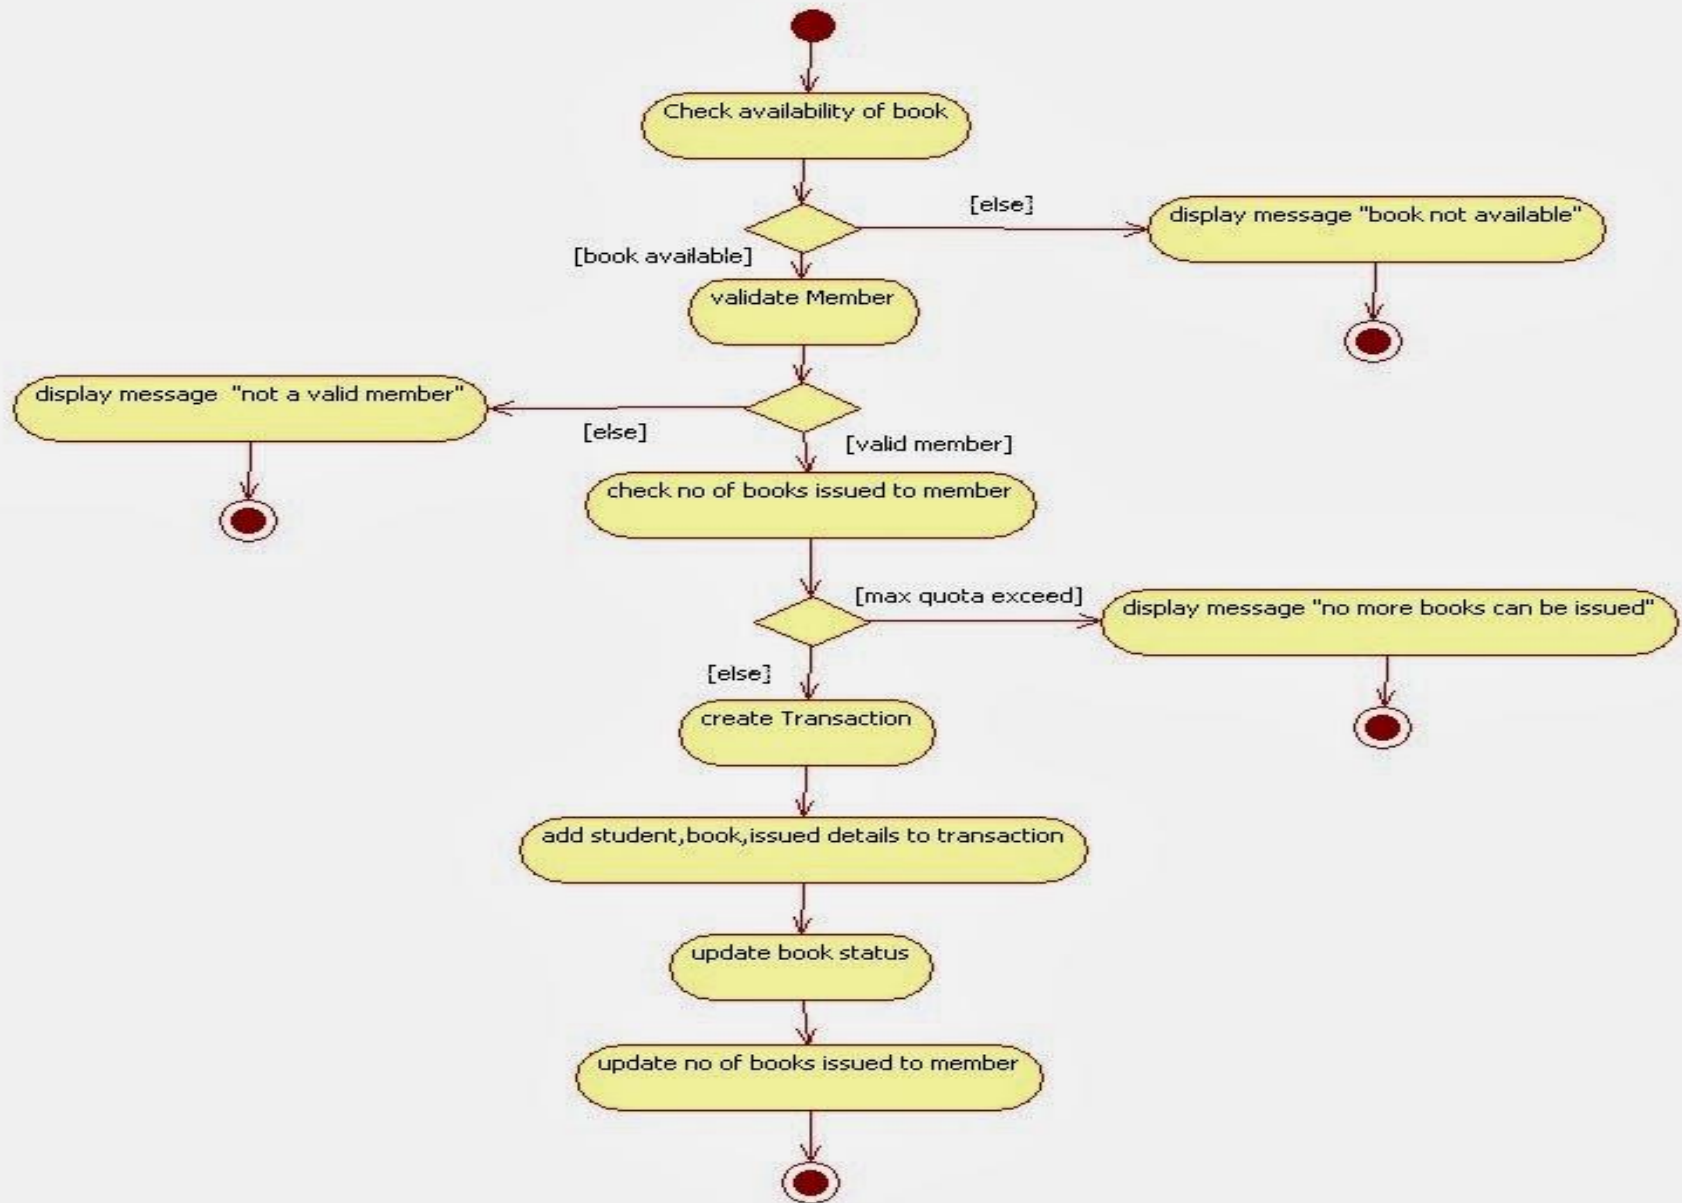 Check availability of book
[else]
display message "book not available"
[book available]
validate Member
display message  "not a valid member"
[else]
[valid member]
check no of books issued to member
[max quota exceed]
display message "no more books can be issued"
[else]
create Transaction
add student,book,issued details to transaction
update book status
update no of books issued to member